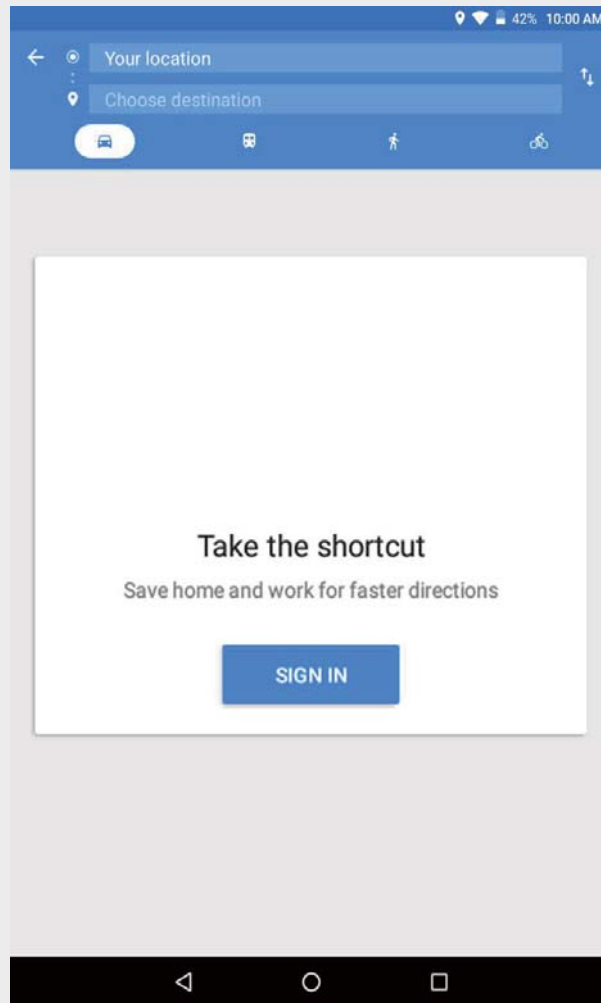 42% 10:00 AM
Your location
Choose destination
Take the shortcut
Save home and work for faster directions
SIGN IN